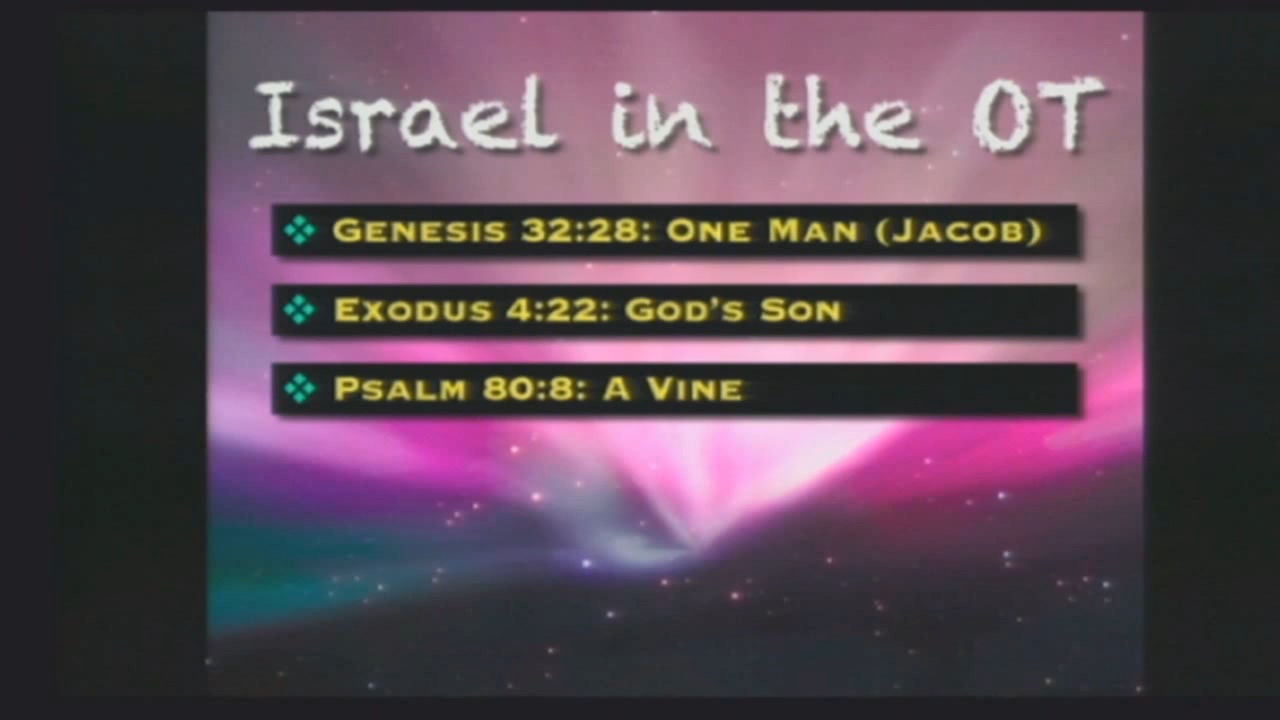 Israel in the OT
Genesis 32:28: One Man (Jacob)
Exodus 4:22: God's Son
Psalm 80:8: A Vine